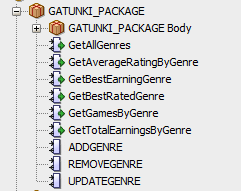 GATUNKI_PACKAGE
GATUNKI_PACKAGE Body
GetAllGenres
GetAverageRatingByGenre
GetBestEarningGenre
GetBestRatedGenre
GetGamesByGenre
GetTotalEarningsByGenre
ADDGENRE
REMOVEGENRE
UPDATEGENRE